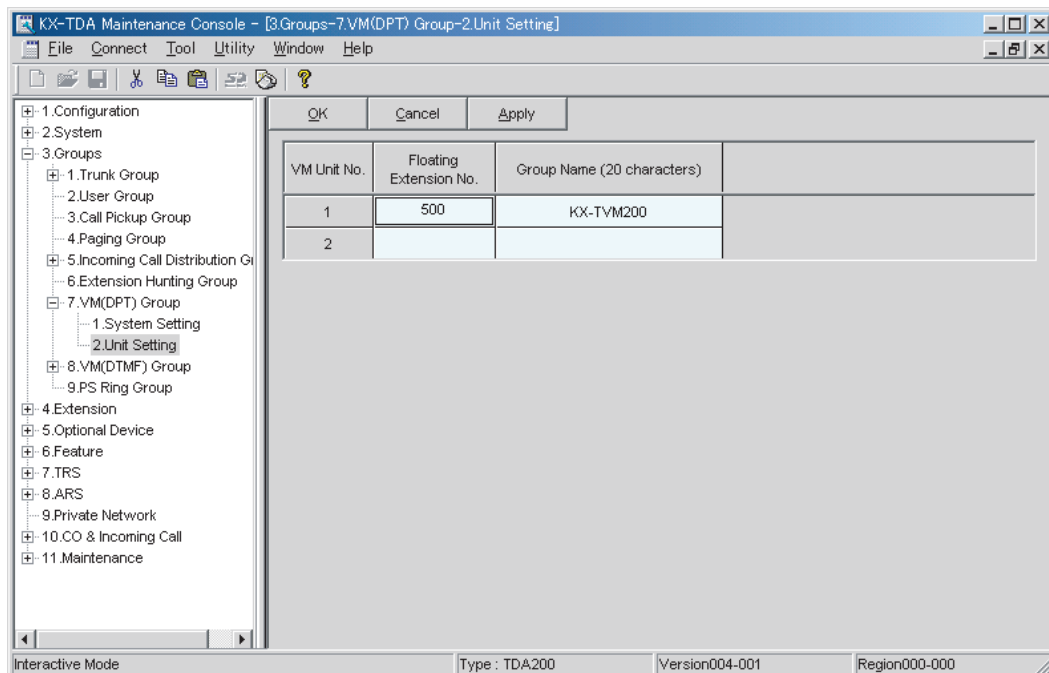 KX-TDA Maintenance Console - [3.Groups-7.VM(DPT) Group-2.Unit Setting]
File Connect Tool Utility Window Help
1.Configuration
2.System
3.Groups
1.Trunk Group
2.User Group
3.Call Pickup Group
4.Paging Group
5.Incoming Call Distribution Gr
6.Extension Hunting Group
7.VM(DPT) Group
1.System Setting
2.Unit Setting
8.VM(DTMF) Group
9.PS Ring Group
4.Extension
5.Optional Device
6.Feature
7.TRS
8.ARS
9.Private Network
10.CO & Incoming Call
11.Maintenance
OK Cancel Apply
VM Unit No. Floating Extension No. Group Name (20 characters)
1 500 KX-TVM200
2
Interactive Mode Type : TDA200 Version004-001 Region000-000